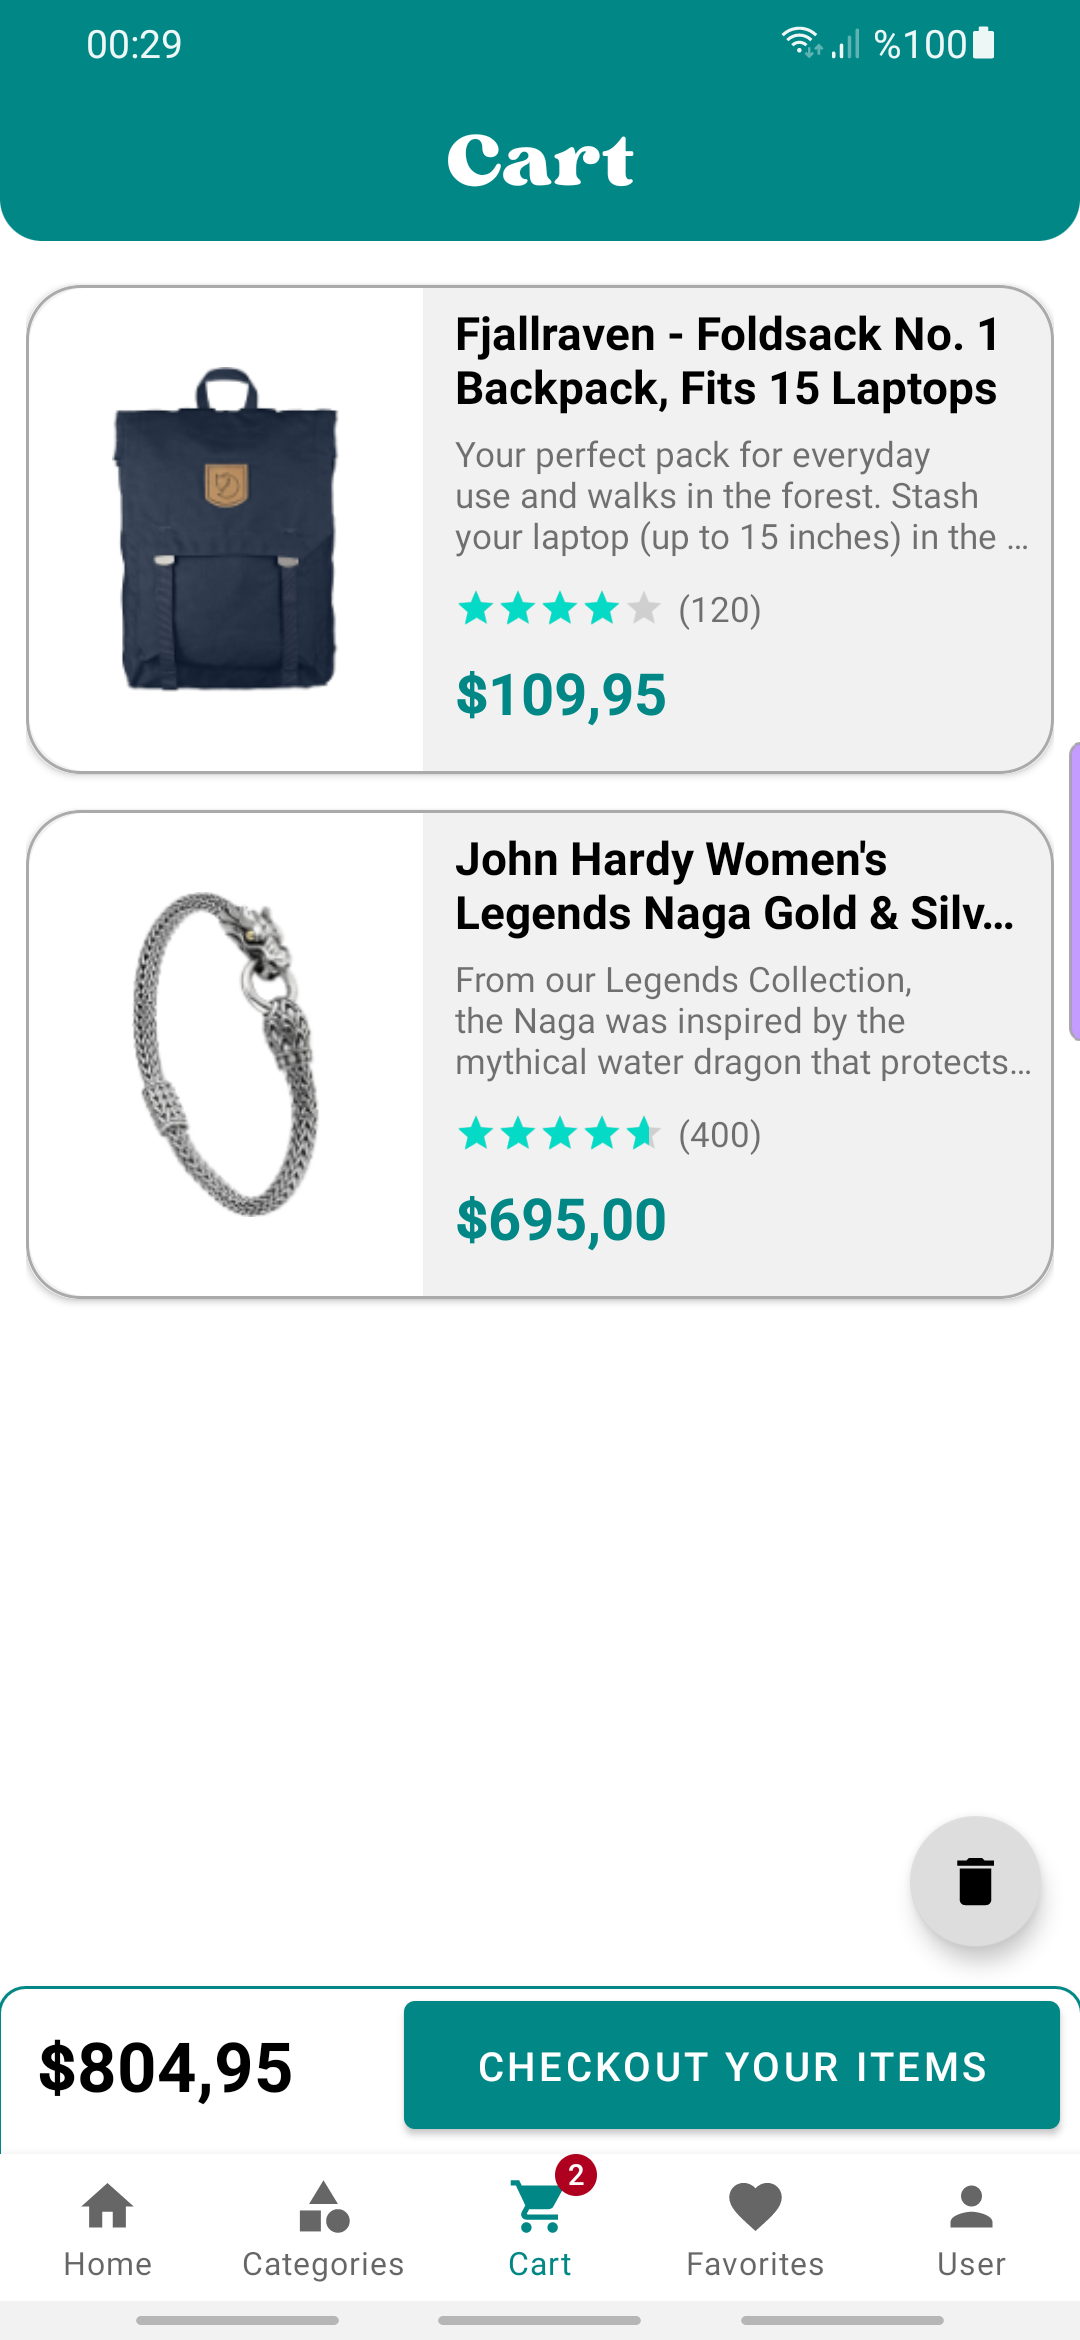 00:29
%100
Cart
Fjallraven - Foldsack No. 1
Backpack, Fits 15 Laptops
Your perfect pack for everyday
use and walks in the forest. Stash
your laptop (up to 15 inches) in the ...
(120)
$109,95
John Hardy Women's
Legends Naga Gold & Silv...
From our Legends Collection,
the Naga was inspired by the
mythical water dragon that protects...
(400)
$695,00
$804,95
CHECKOUT YOUR ITEMS
2
Home
Categories
Cart
Favorites
User